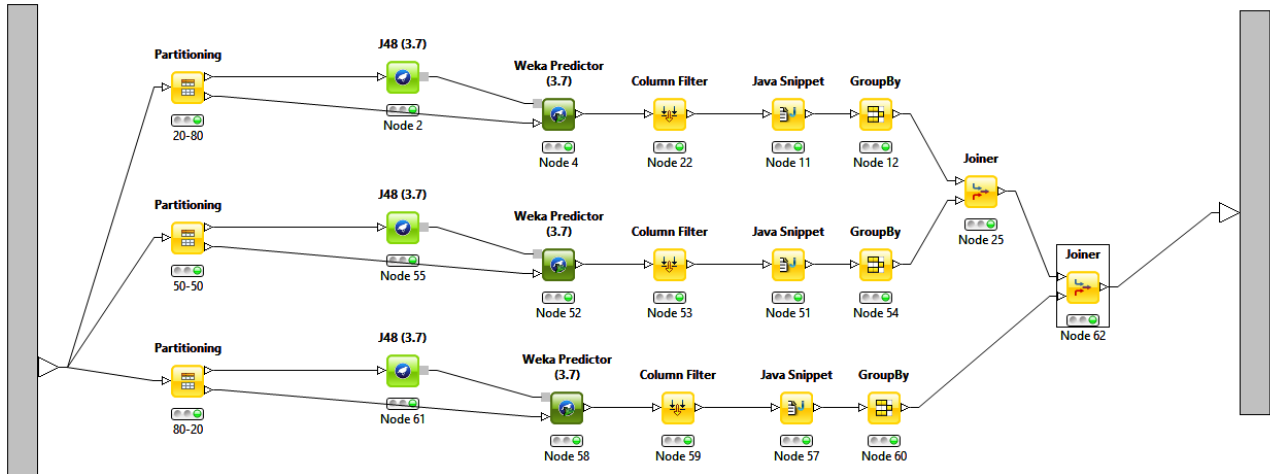 Partitioning
20-80
J48 (3.7)
Node 2
Weka Predictor
(3.7)
Node 4
Column Filter
Node 22
Java Snippet
Node 11
GroupBy
Node 12
Joiner
Node 25
Partitioning
50-50
J48 (3.7)
Node 55
Weka Predictor
(3.7)
Node 52
Column Filter
Node 53
Java Snippet
Node 51
GroupBy
Node 54
Joiner
Node 62
Partitioning
80-20
J48 (3.7)
Node 61
Weka Predictor
(3.7)
Node 58
Column Filter
Node 59
Java Snippet
Node 57
GroupBy
Node 60